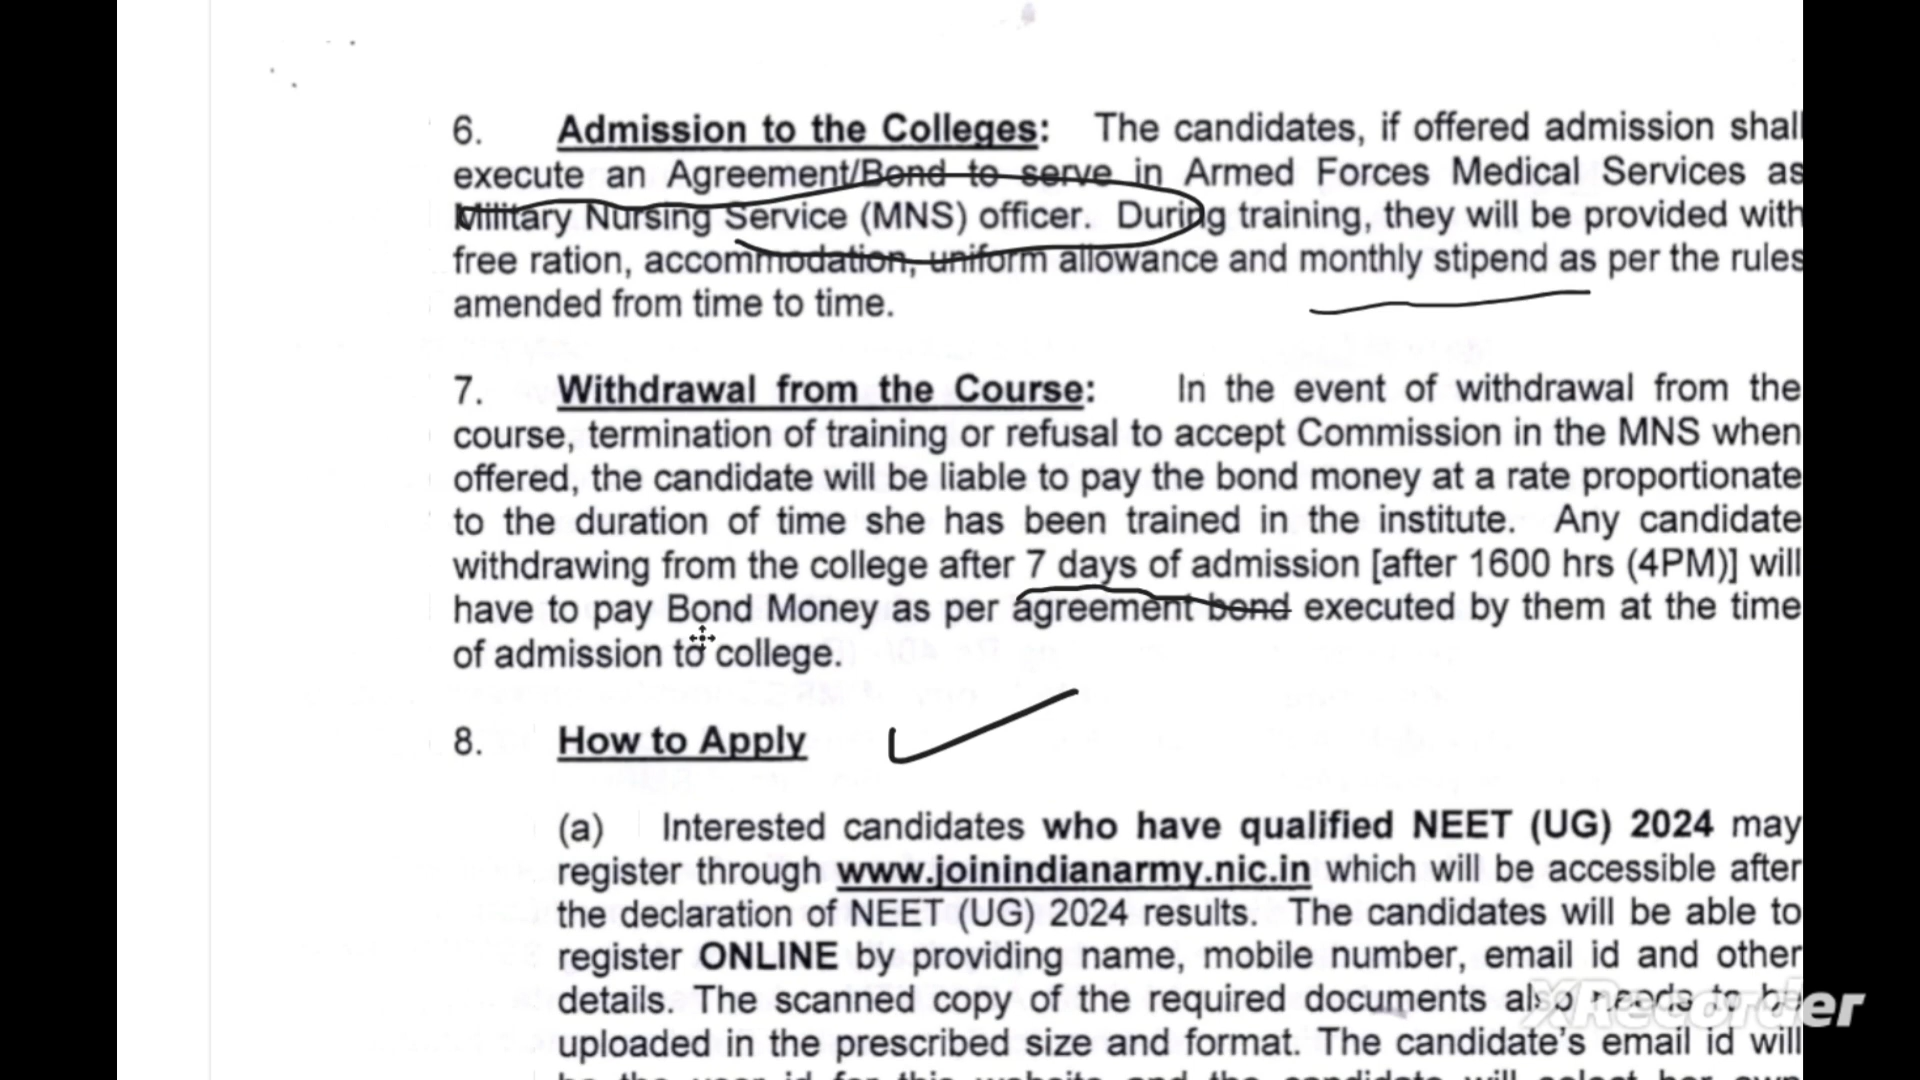 6. Admission to the Colleges: The candidates, if offered admission shall
execute an Agreement/Bond to serve in Armed Forces Medical Services as
Military Nursing Service (MNS) officer. During training, they will be provided with
free ration, accommodation, uniform allowance and monthly stipend as per the rules
amended from time to time.
7. Withdrawal from the Course: In the event of withdrawal from the
course, termination of training or refusal to accept Commission in the MNS when
offered, the candidate will be liable to pay the bond money at a rate proportionate
to the duration of time she has been trained in the institute. Any candidate
withdrawing from the college after 7 days of admission [after 1600 hrs (4PM)] will
have to pay Bond Money as per agreement bond executed by them at the time
of admission to college.
8. How to Apply
(a) Interested candidates who have qualified NEET (UG) 2024 may
register through www.joinindianarmy.nic.in which will be accessible after
the declaration of NEET (UG) 2024 results. The candidates will be able to
register ONLINE by providing name, mobile number, email id and other
details. The scanned copy of the required documents also needs to be
uploaded in the prescribed size and format. The candidate's email id will
XRecorder